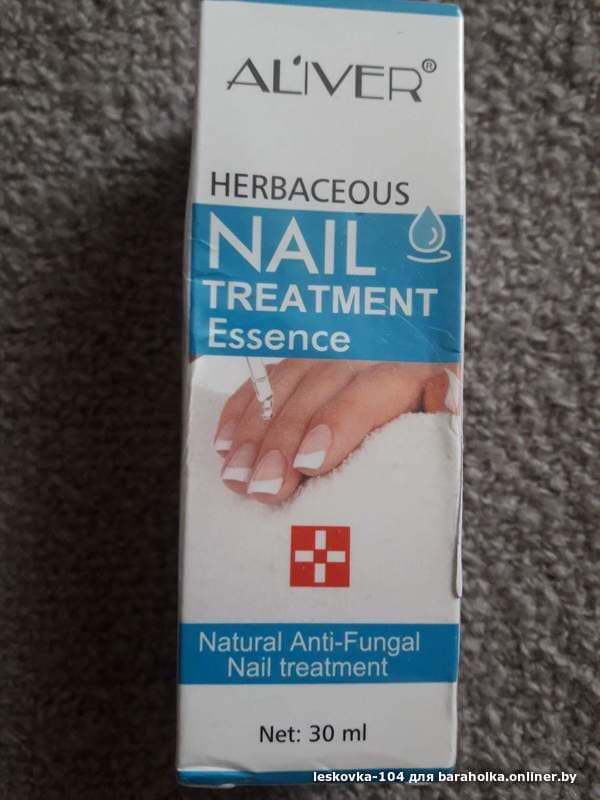 ALIVER®
HERBACEOUS
NAIL
TREATMENT
Essence
Natural Anti-Fungal
Nail treatment
Net: 30 ml
leskovka-104 для baraholka.onliner.by